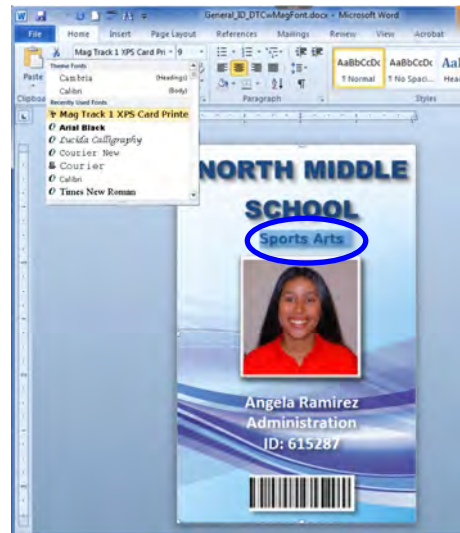 General_ID_DTCwMagFont.docx - Microsoft Word
File Home Insert Page Layout References Mailings Review View Acrobat
Mag Track 1 XPS Card Pri 9
Paste
Theme Fonts
Cambria (Headings)
Calibri (Body)
Recently Used Fonts
Mag Track 1 XPS Card Printe
Arial Black
Lucida Calligraphy
Courier New
Courier
Calibri
Times New Roman
Paragraph
AaBbCcDc AaBbCcDc
¶ Normal ¶ No Spaci... Hea
Styles
NORTH MIDDLE
SCHOOL
Sports Arts
Angela Ramirez
Administration
ID: 615287